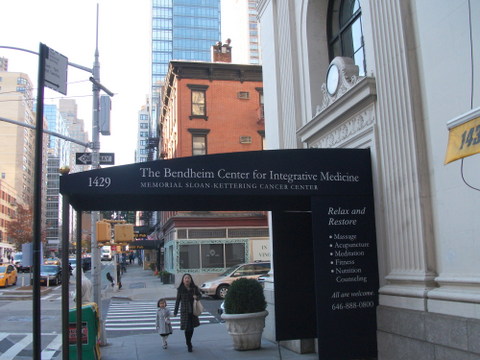 1429
The Bendheim Center for Integrative Medicine
MEMORIAL SLOAN-KETTERING CANCER CENTER
Relax and
Restore
• Massage
• Acupuncture
• Meditation
• Fitness
• Nutrition
Counseling
All are welcome.
646-888-0800